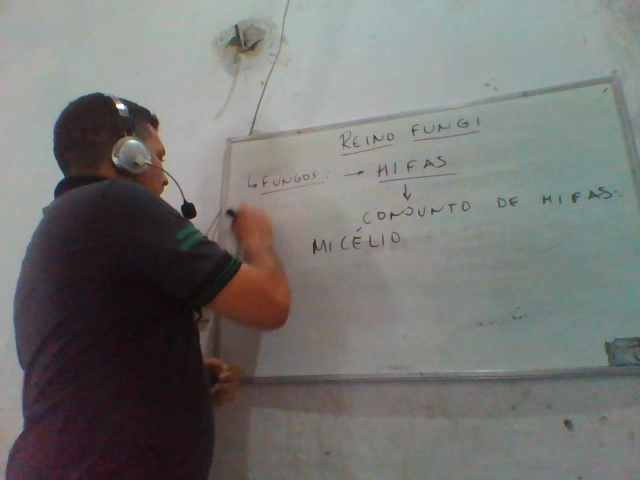 REINO FUNGI
↳ FUNGOS: → HIFAS
↓
CONJUNTO DE HIFAS:
MICÉLIO